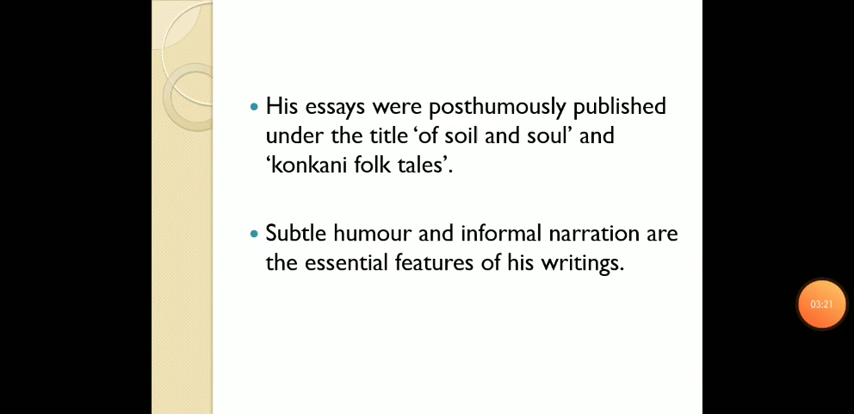 • His essays were posthumously published
under the title ‘of soil and soul’ and
‘konkani folk tales’.
• Subtle humour and informal narration are
the essential features of his writings.
03:21